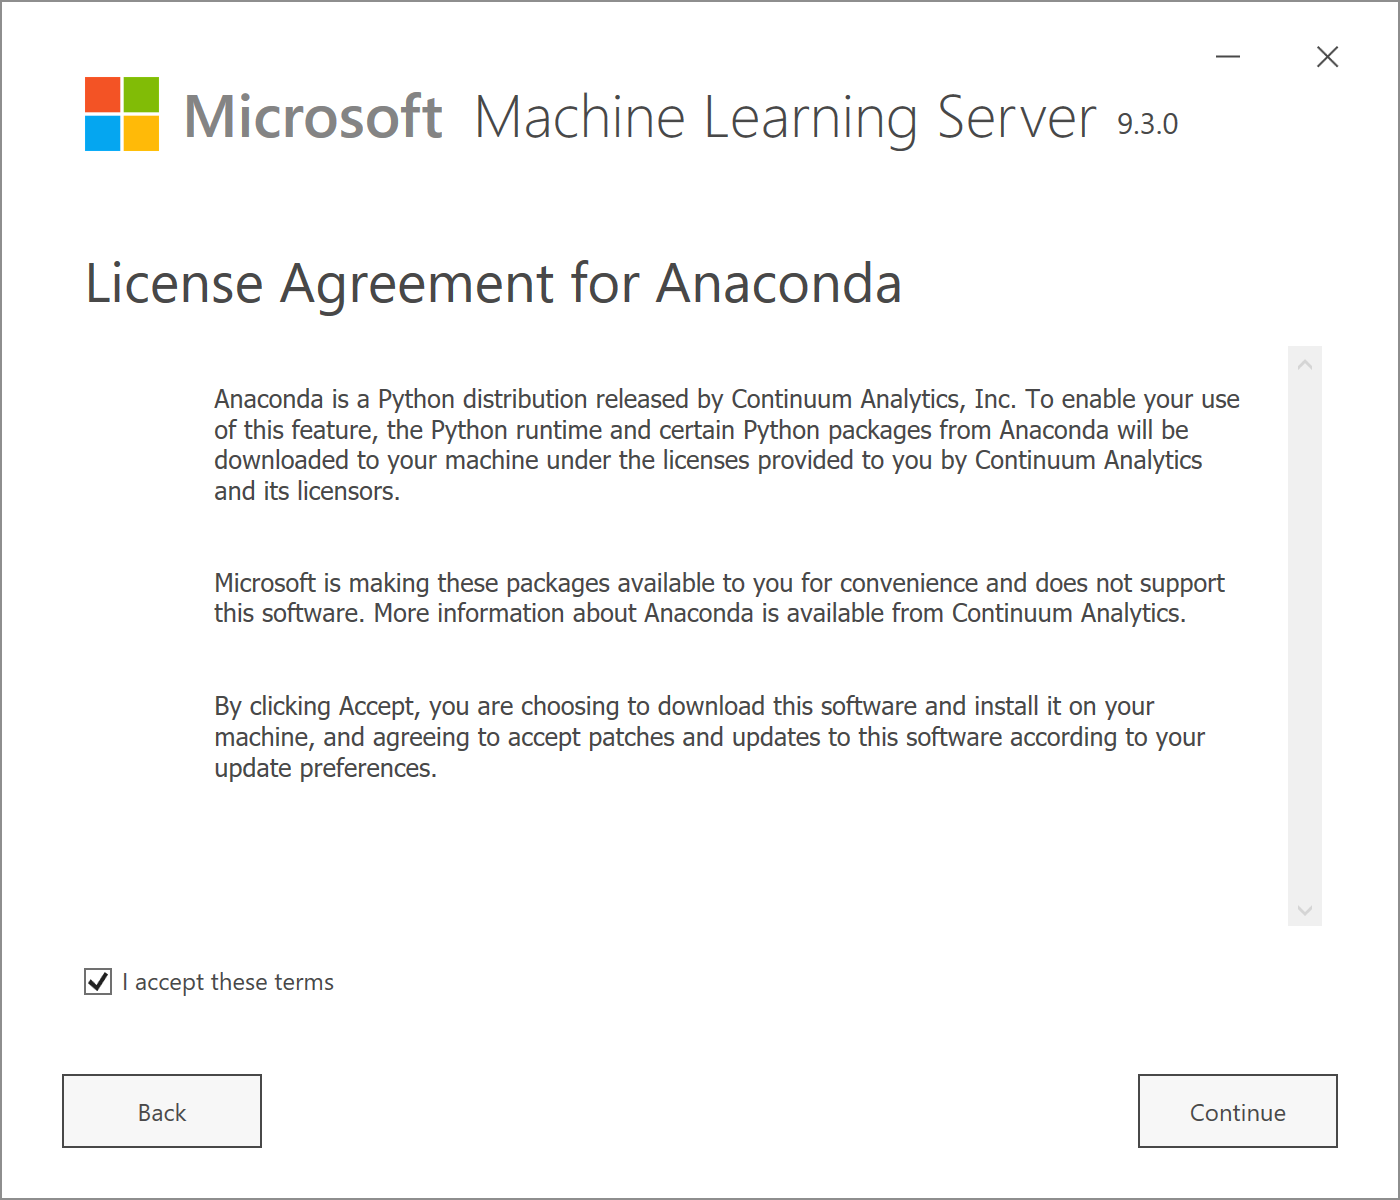 Microsoft Machine Learning Server 9.3.0
License Agreement for Anaconda
Anaconda is a Python distribution released by Continuum Analytics, Inc. To enable your use
of this feature, the Python runtime and certain Python packages from Anaconda will be
downloaded to your machine under the licenses provided to you by Continuum Analytics
and its licensors.
Microsoft is making these packages available to you for convenience and does not support
this software. More information about Anaconda is available from Continuum Analytics.
By clicking Accept, you are choosing to download this software and install it on your
machine, and agreeing to accept patches and updates to this software according to your
update preferences.
I accept these terms
Back
Continue